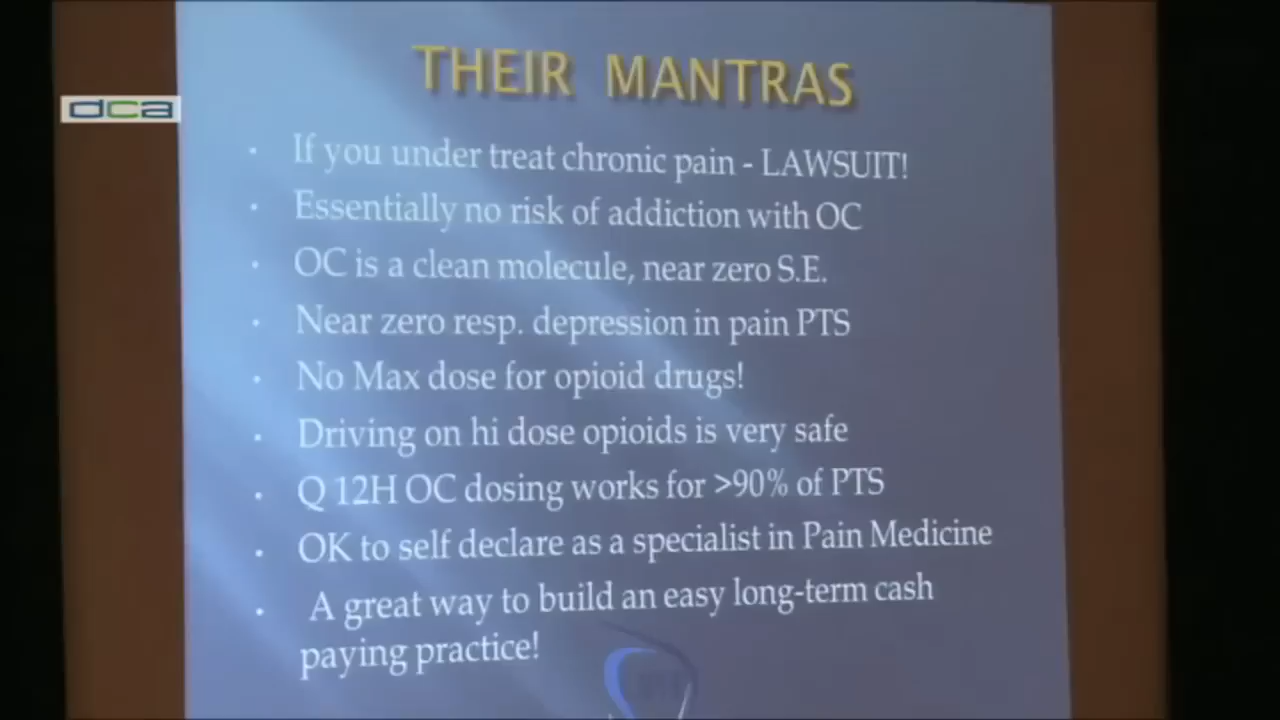 THEIR MANTRAS
dca
· If you under treat chronic pain - LAWSUIT!
· Essentially no risk of addiction with OC
· OC is a clean molecule, near zero S.E.
· Near zero resp. depression in pain PTS
· No Max dose for opioid drugs!
· Driving on hi dose opioids is very safe
· Q 12H OC dosing works for >90% of PTS
· OK to self declare as a specialist in Pain Medicine
· A great way to build an easy long-term cash
paying practice!